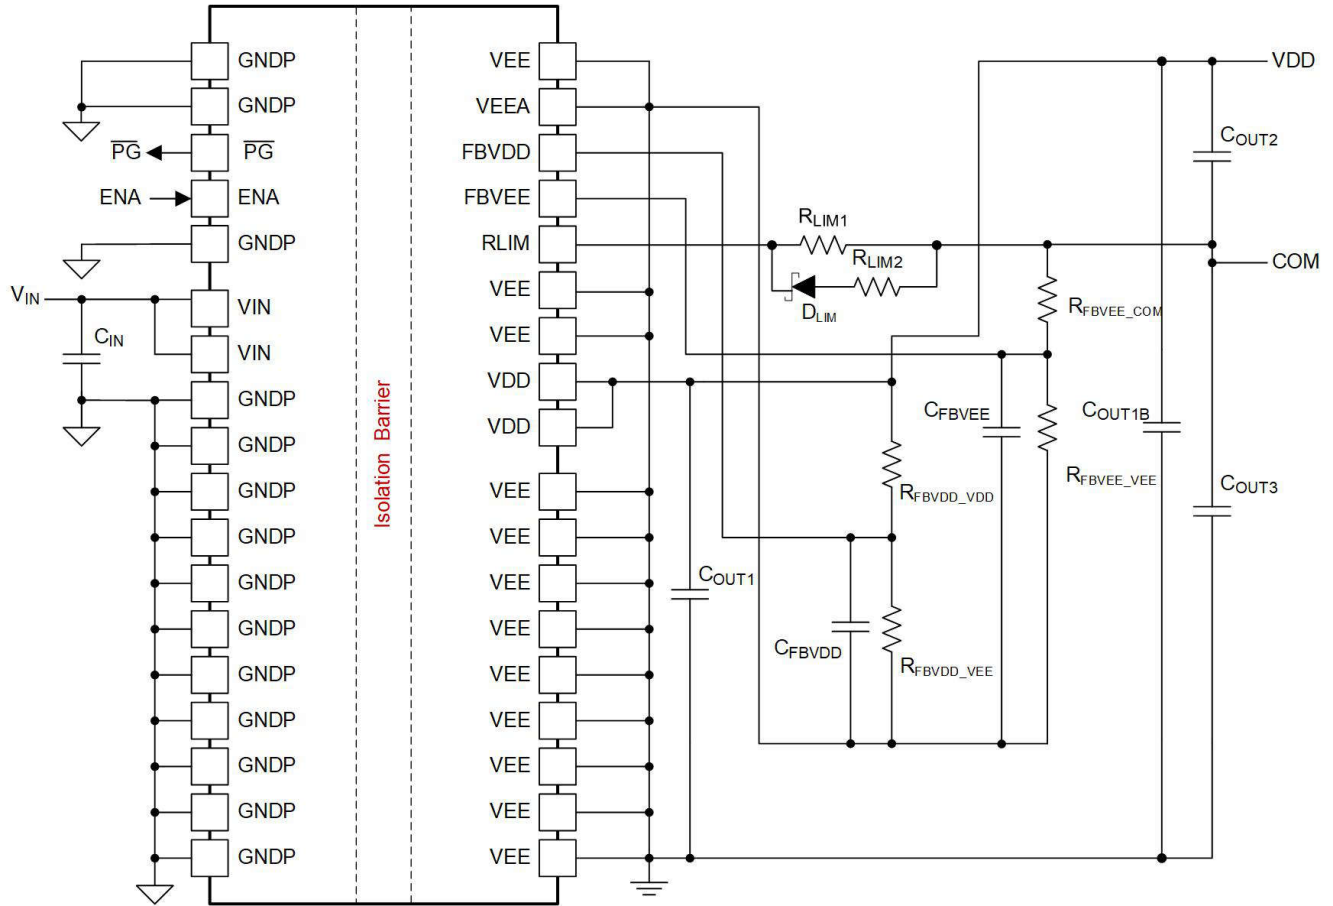 GNDP VEE VDD
GNDP VEEA
P̅G̅ P̅G̅ FBVDD COUT2
ENA ENA FBVEE
RLIM1
GNDP RLIM
RLIM2 COM
VEE
VIN VIN DLIM RFBVEE_COM
CIN VEE
VIN VDD
GNDP CFBVEE COUT1B
VDD
GNDP
Isolation Barrier
RFBVEE_VEE COUT3
GNDP VEE RFBVDD_VDD
GNDP VEE
GNDP VEE COUT1
GNDP VEE
CFBVDD
GNDP VEE RFBVDD_VEE
GNDP VEE
GNDP VEE
GNDP VEE
GNDP VEE